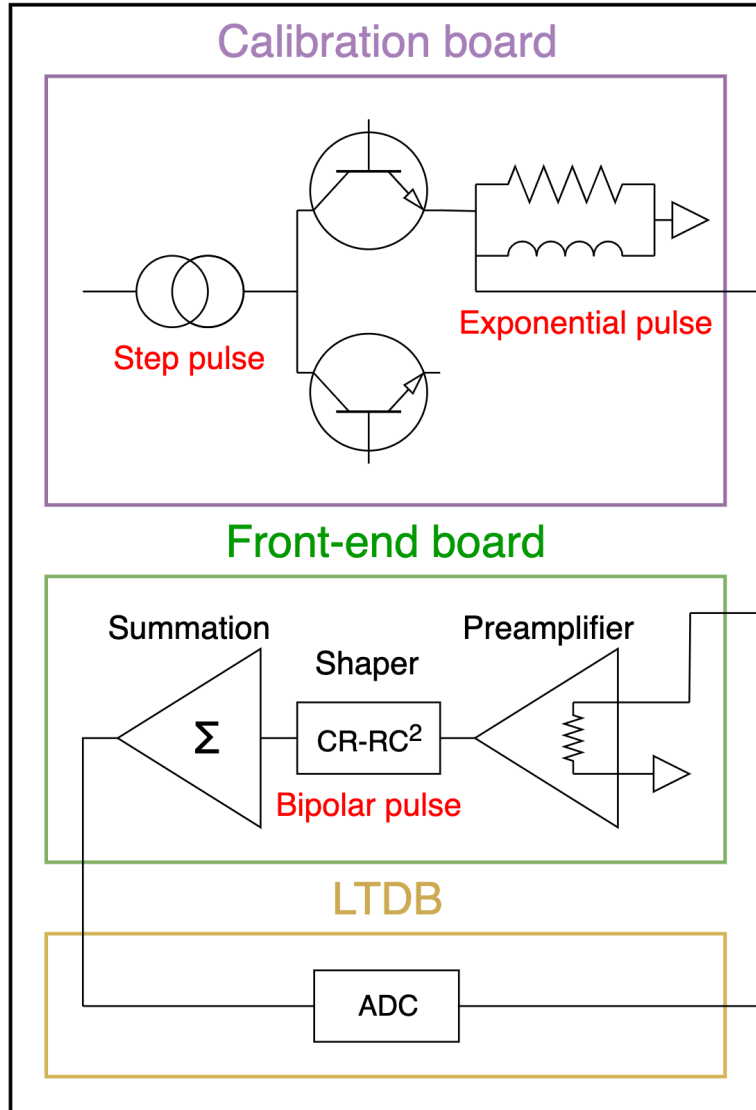 Calibration board
Step pulse
Exponential pulse
Front-end board
Summation
Preamplifier
Shaper
Σ
CR-RC²
Bipolar pulse
LTDB
ADC